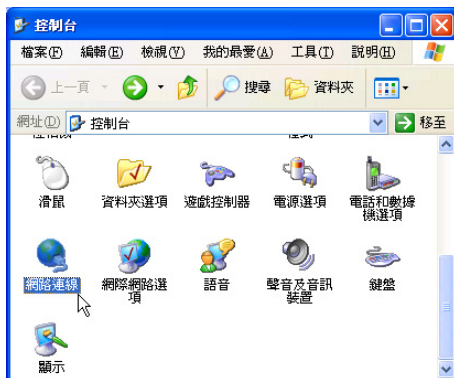 控制台
檔案(F) 編輯(E) 檢視(V) 我的最愛(A) 工具(T) 說明(H)
上一頁 搜尋 資料夾
網址(D) 控制台 移至
滑鼠 資料夾選項 遊戲控制器 電源選項 電話和數據
機選項
網路連線 網際網路選
項 語音 聲音及音訊
裝置 鍵盤
顯示